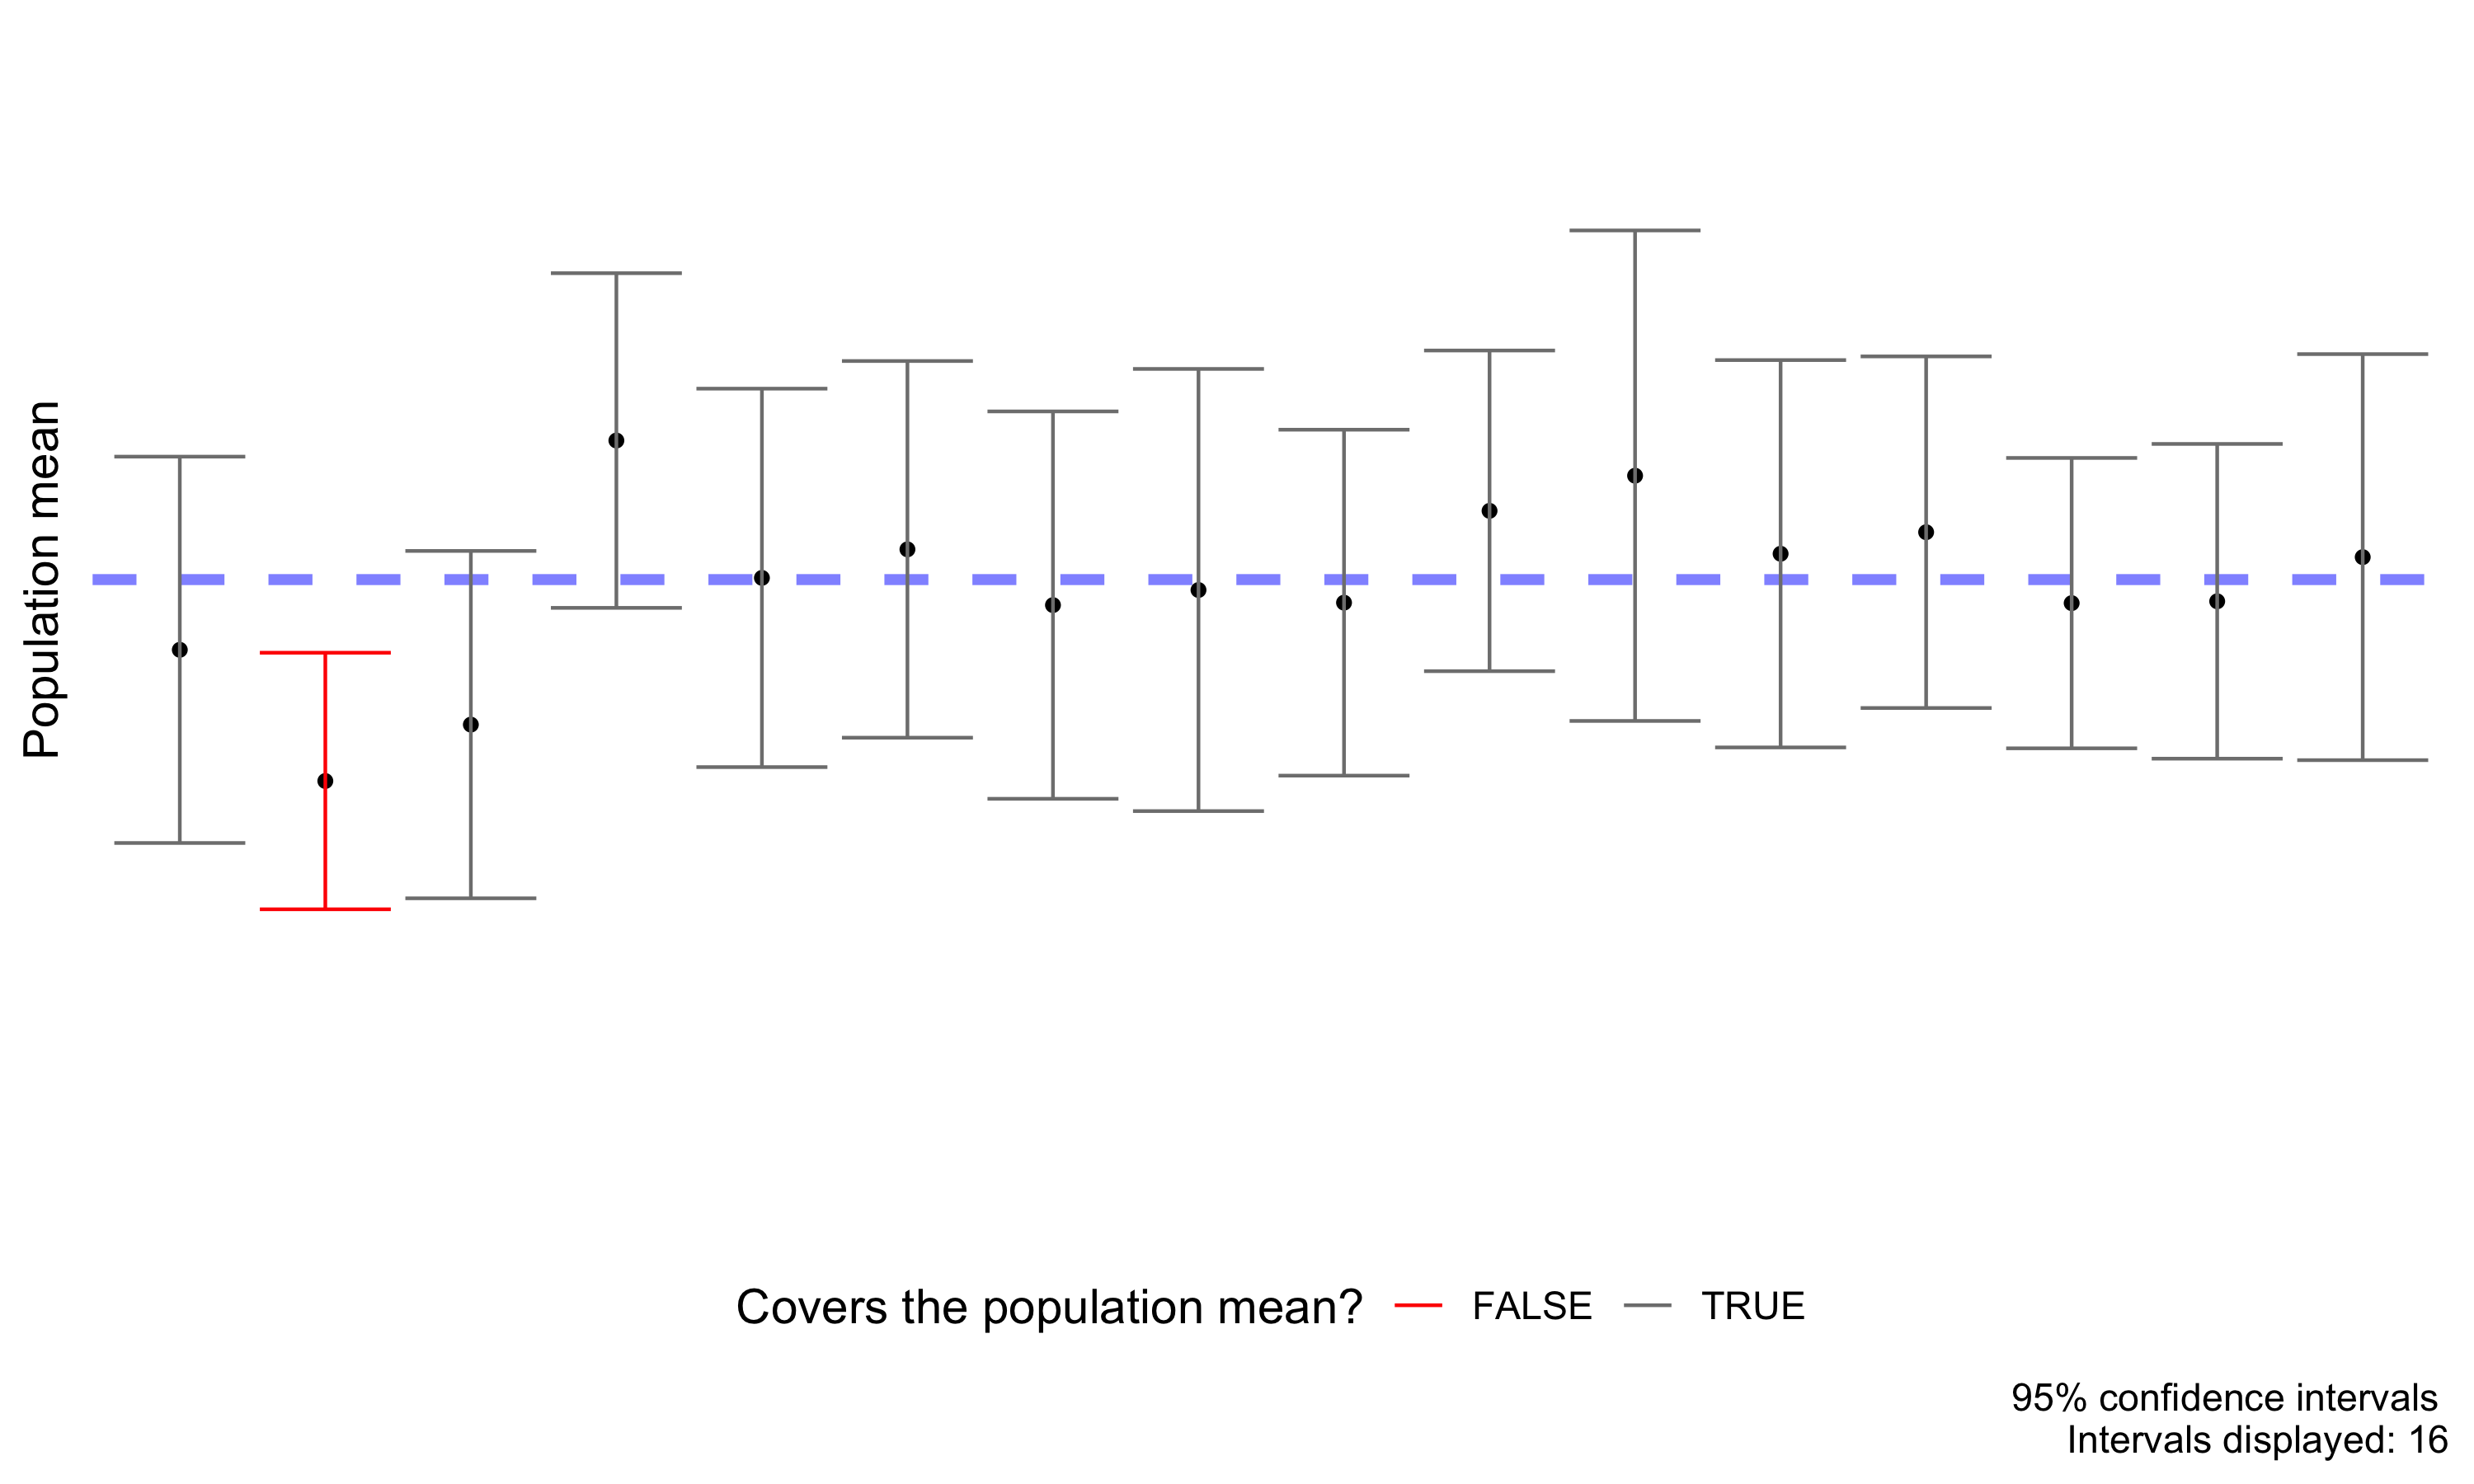 Population mean
Covers the population mean? FALSE TRUE
95% confidence intervals
Intervals displayed: 16